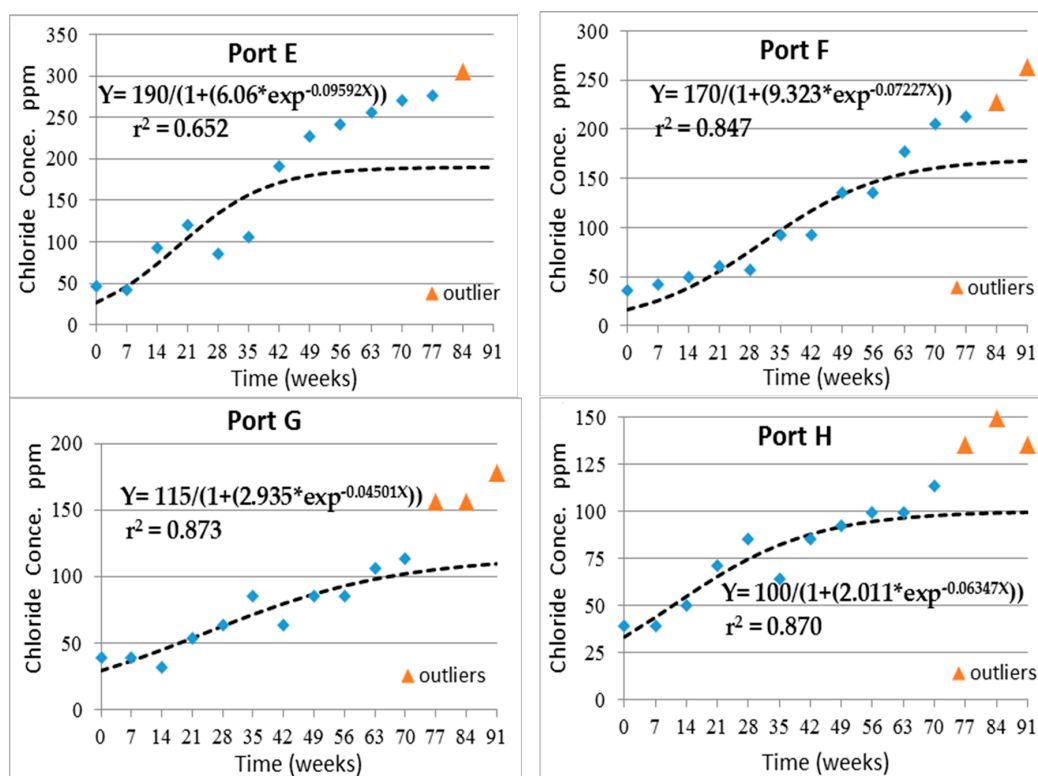 Port E
Y= 190/(1+(6.06*exp^-0.09592X))
r² = 0.652
Chloride Conce. ppm
350
300
250
200
150
100
50
0
outlier
0 7 14 21 28 35 42 49 56 63 70 77 84 91
Time (weeks)
Port F
Y= 170/(1+(9.323*exp^-0.07227X))
r² = 0.847
Chloride Conce. ppm
300
250
200
150
100
50
0
outliers
0 7 14 21 28 35 42 49 56 63 70 77 84 91
Time (weeks)
Port G
Y= 115/(1+(2.935*exp^-0.04501X))
r² = 0.873
Chloride Conce. ppm
200
150
100
50
0
outliers
0 7 14 21 28 35 42 49 56 63 70 77 84 91
Time (weeks)
Port H
Y= 100/(1+(2.011*exp^-0.06347X))
r² = 0.870
Chloride Conce. ppm
150
125
100
75
50
25
0
outliers
0 7 14 21 28 35 42 49 56 63 70 77 84 91
Time (weeks)